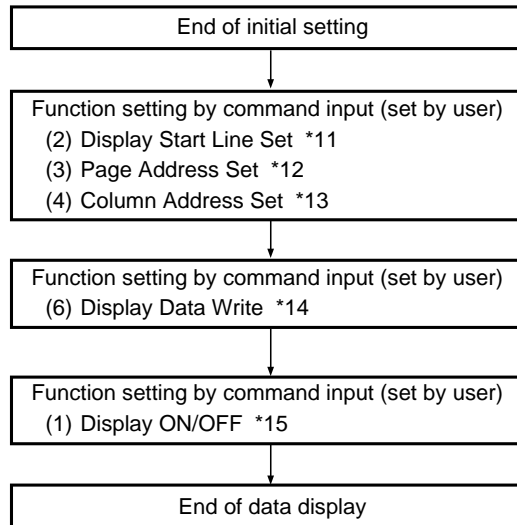 End of initial setting
Function setting by command input (set by user)
(2) Display Start Line Set *11
(3) Page Address Set *12
(4) Column Address Set *13
Function setting by command input (set by user)
(6) Display Data Write *14
Function setting by command input (set by user)
(1) Display ON/OFF *15
End of data display